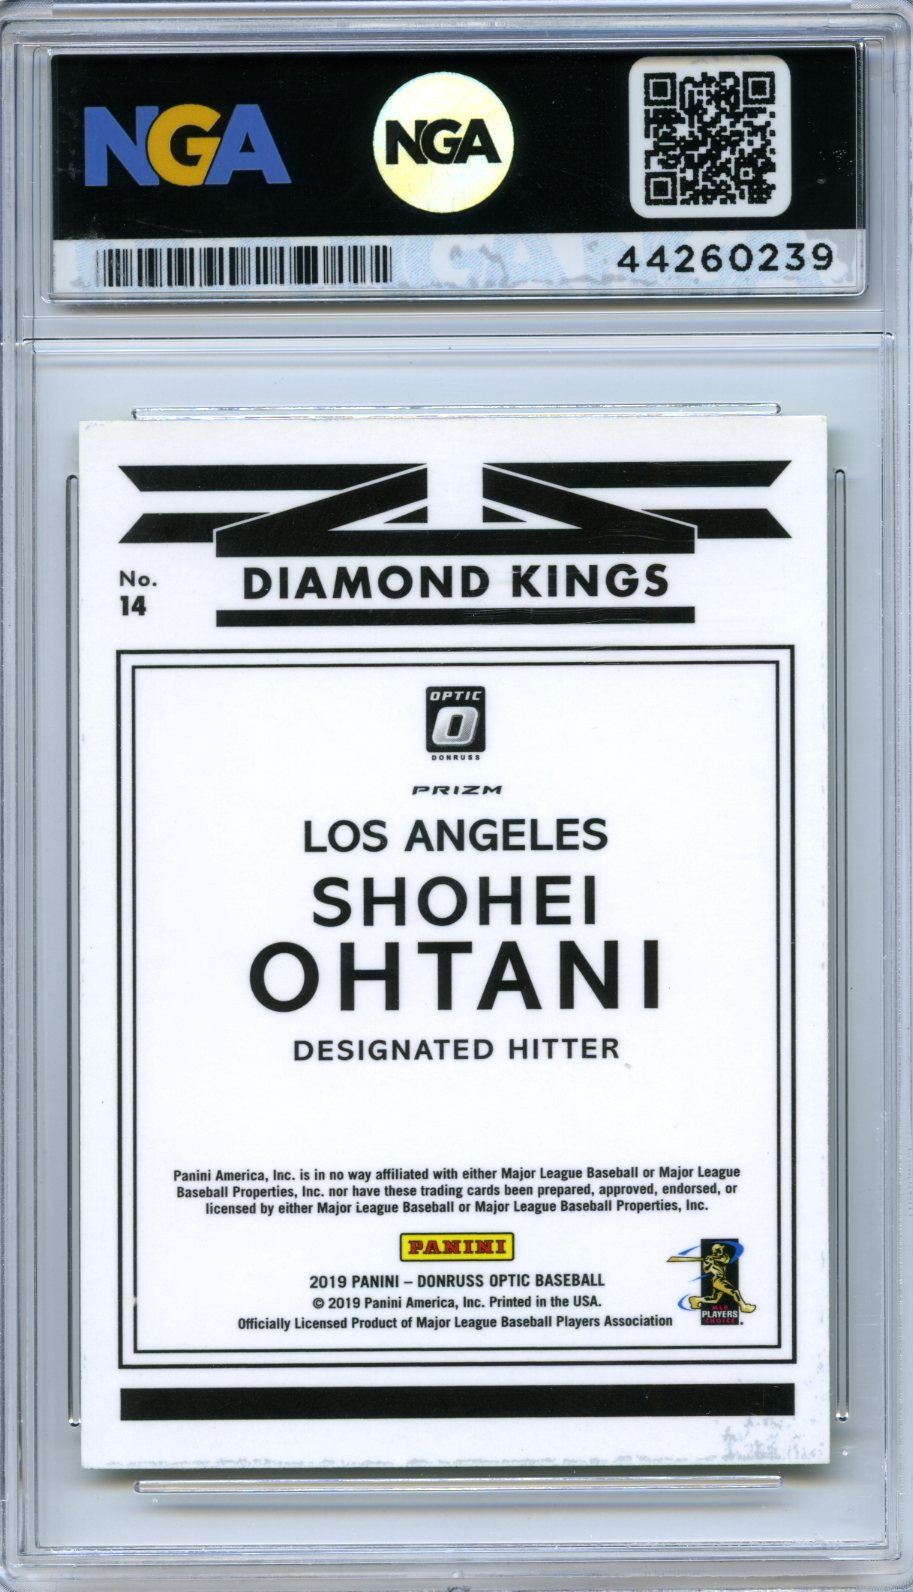 NGA
NGA
44260239
No.
14
DIAMOND KINGS
OPTIC
O
DONRUSS
PRIZM
LOS ANGELES
SHOHEI
OHTANI
DESIGNATED HITTER
Panini America, Inc. is in no way affiliated with either Major League Baseball or Major League
Baseball Properties, Inc. nor have these trading cards been prepared, approved, endorsed, or
licensed by either Major League Baseball or Major League Baseball Properties, Inc.
PANINI
2019 PANINI – DONRUSS OPTIC BASEBALL
© 2019 Panini America, Inc. Printed in the USA.
Officially Licensed Product of Major League Baseball Players Association
MLB
PLAYERS
CHOICE